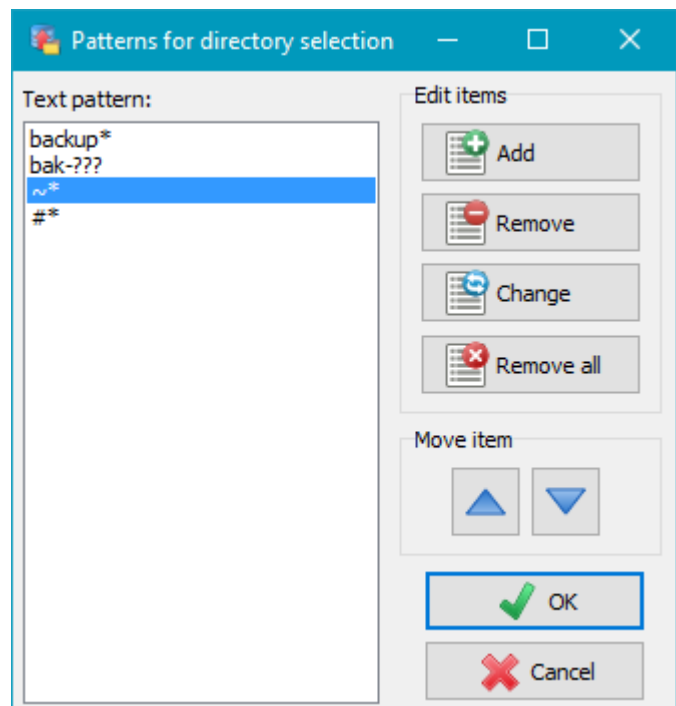 Patterns for directory selection
Text pattern:
backup*
bak-???
~*
#*
Edit items
Add
Remove
Change
Remove all
Move item
OK
Cancel